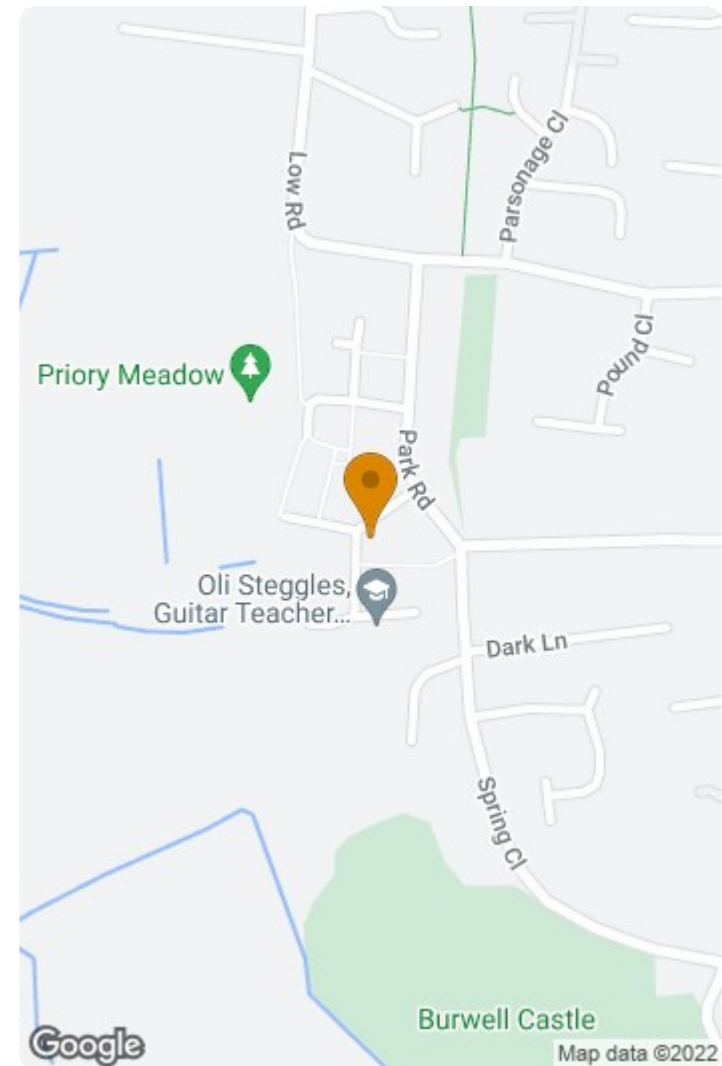 Low Rd
Parsonage Cl
Priory Meadow
Pound Cl
Park Rd
Oli Steggles,
Guitar Teacher...
Dark Ln
Spring Cl
Burwell Castle
Google
Map data ©2022